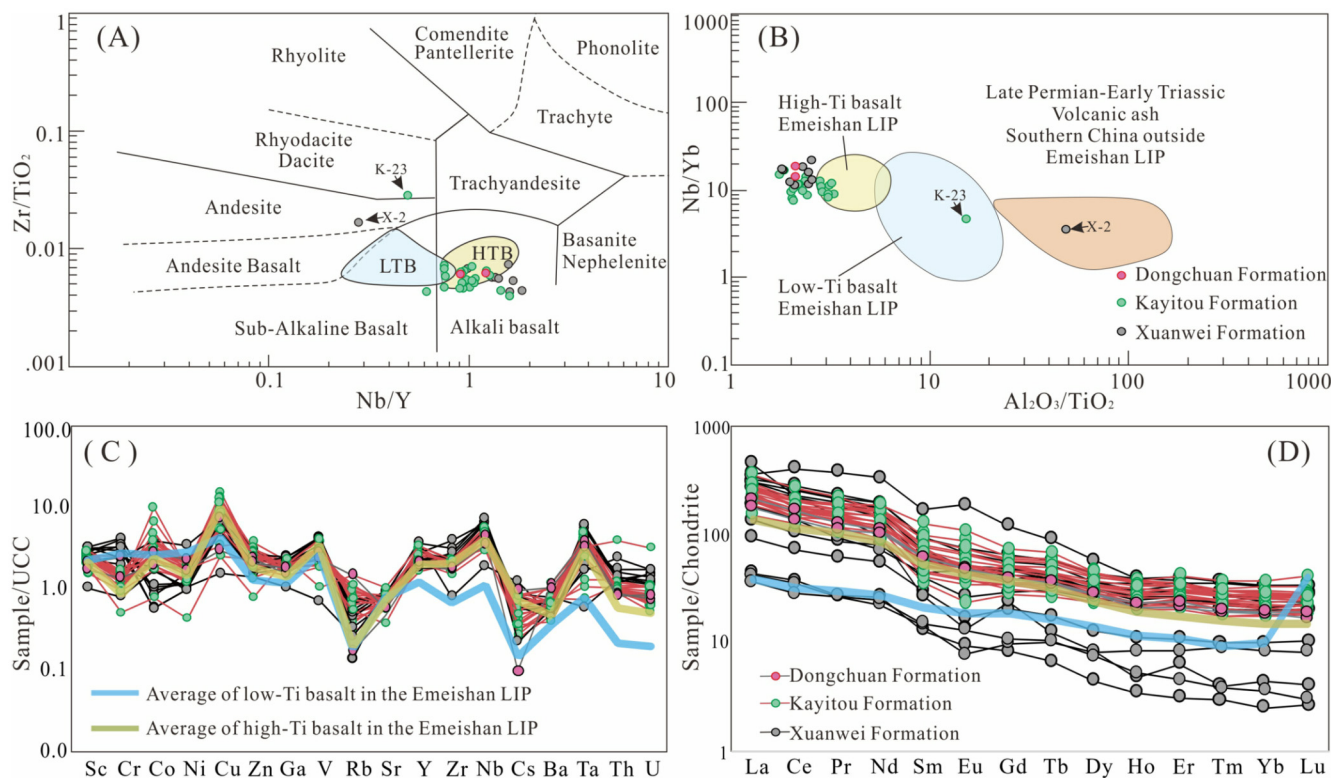 (A)
1
0.1
0.01
.001
Zr/TiO₂
Rhyolite
Comendite
Pantellerite
Phonolite
Trachyte
Rhyodacite
Dacite
K-23
Trachyandesite
Andesite
X-2
Andesite Basalt
LTB
HTB
Basanite
Nephelenite
Sub-Alkaline Basalt
Alkali basalt
0.1
1
10
Nb/Y
(B)
1000
100
10
1
0.1
Nb/Yb
High-Ti basalt
Emeishan LIP
Late Permian-Early Triassic
Volcanic ash
Southern China outside
Emeishan LIP
K-23
X-2
Low-Ti basalt
Emeishan LIP
Dongchuan Formation
Kayitou Formation
Xuanwei Formation
1
10
100
1000
Al₂O₃/TiO₂
(C)
100.0
10.0
1.0
0.1
0.0
Sample/UCC
Average of low-Ti basalt in the Emeishan LIP
Average of high-Ti basalt in the Emeishan LIP
Sc Cr Co Ni Cu Zn Ga V Rb Sr Y Zr Nb Cs Ba Ta Th U
(D)
1000
100
10
1
Sample/Chondrite
Dongchuan Formation
Kayitou Formation
Xuanwei Formation
La Ce Pr Nd Sm Eu Gd Tb Dy Ho Er Tm Yb Lu